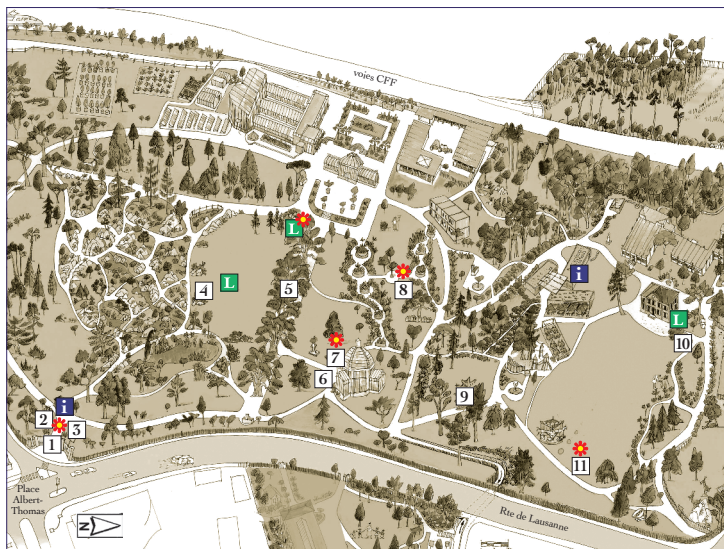 voies CFF
L
i
4
L
5
8
L
10
7
6
i
9
2
3
1
11
Place
Albert-
Thomas
Rte de Lausanne
N